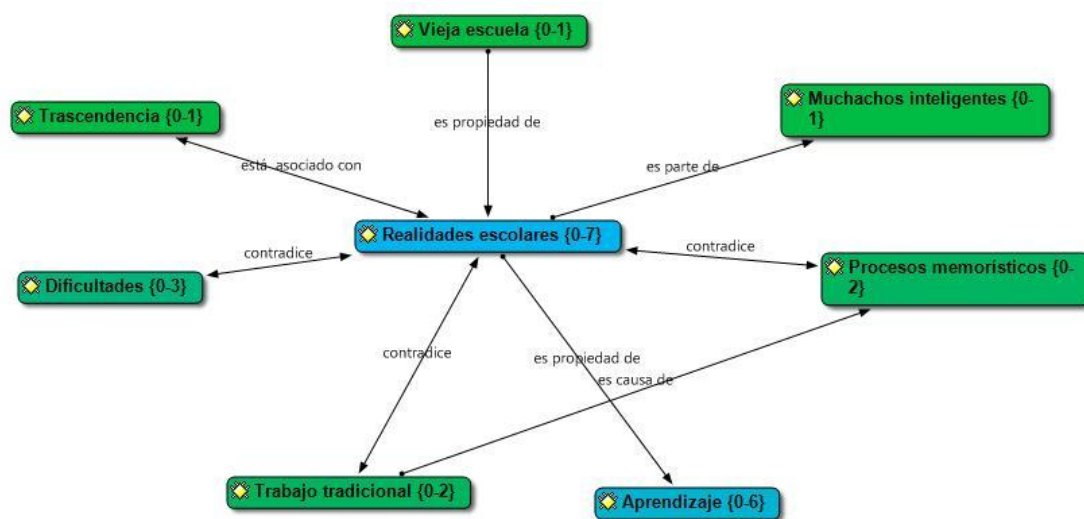 Vieja escuela {0-1}
Trascendencia {0-1}
Muchachos inteligentes {0-
1}
es propiedad de
está asociado con
es parte de
Realidades escolares {0-7}
contradice
contradice
Dificultades {0-3}
Procesos memorísticos {0-
2}
contradice
es propiedad de
es causa de
Trabajo tradicional {0-2}
Aprendizaje {0-6}